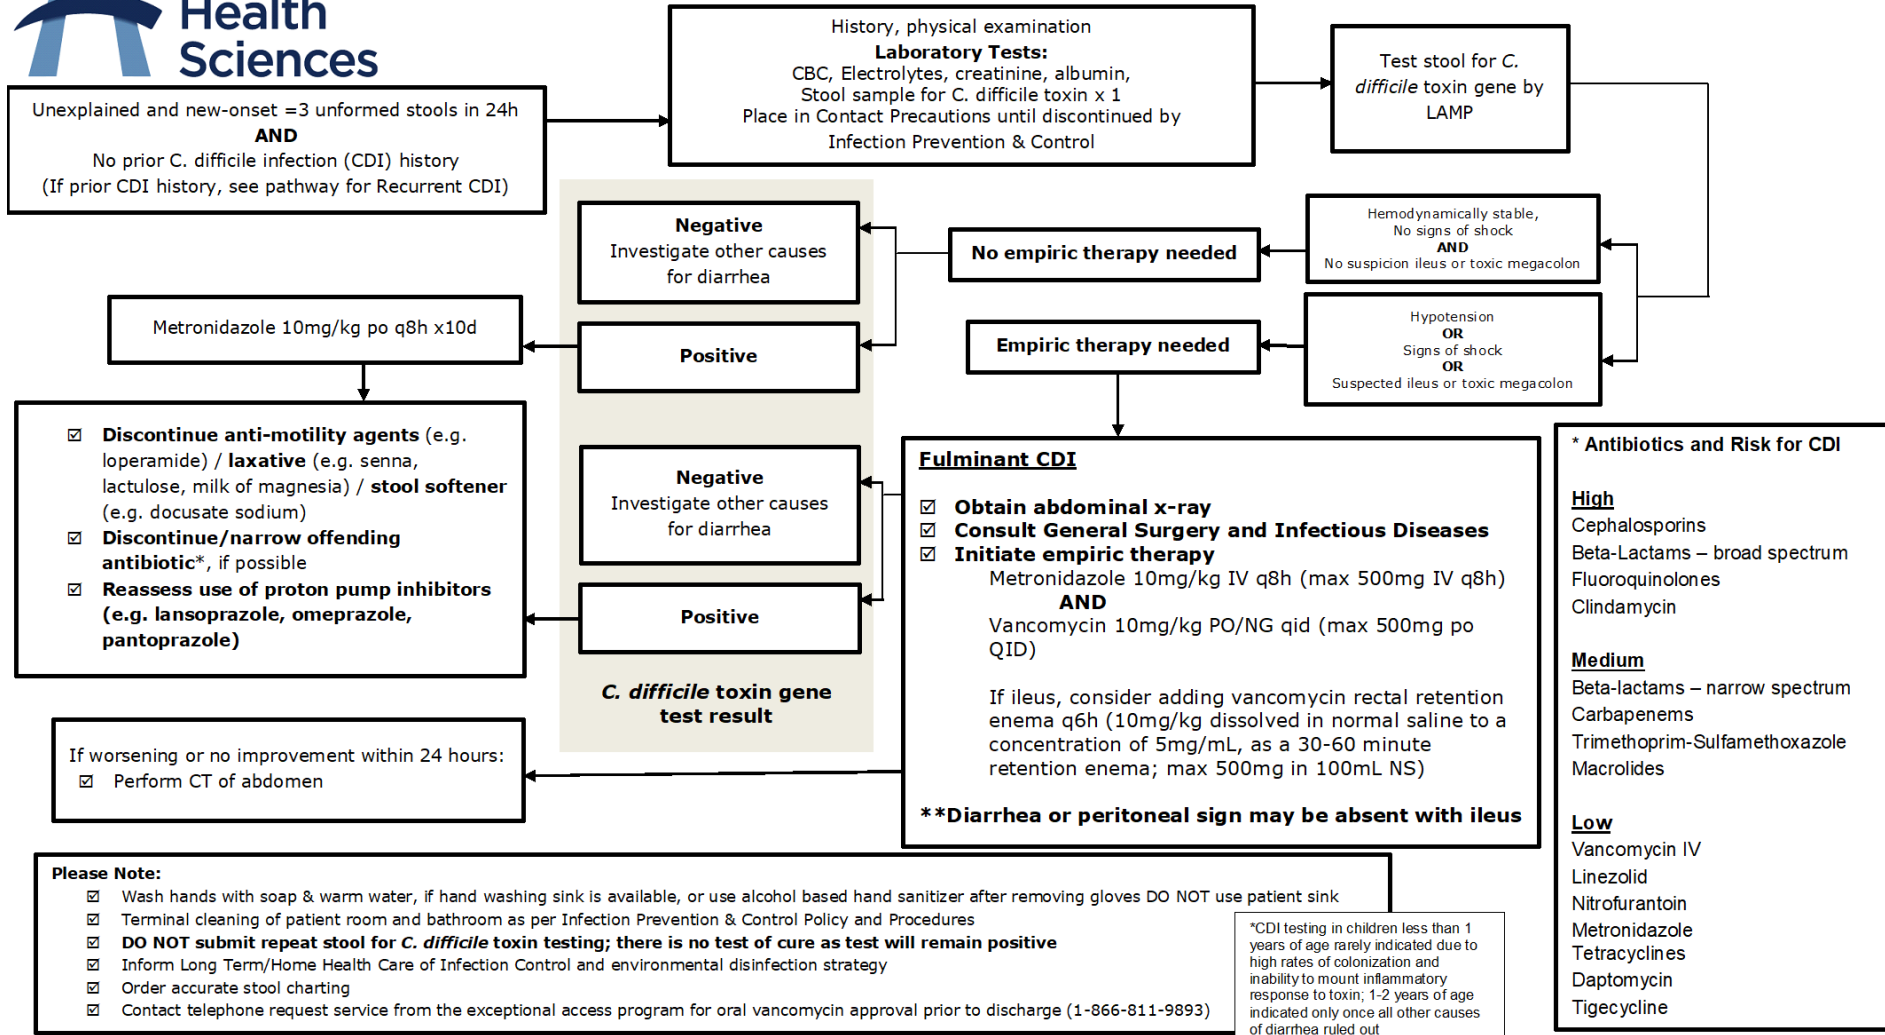 Health
Sciences
Unexplained and new-onset =3 unformed stools in 24h
AND
No prior C. difficile infection (CDI) history
(If prior CDI history, see pathway for Recurrent CDI)
History, physical examination
Laboratory Tests:
CBC, Electrolytes, creatinine, albumin,
Stool sample for C. difficile toxin x 1
Place in Contact Precautions until discontinued by
Infection Prevention & Control
Test stool for C.
difficile toxin gene by
LAMP
Hemodynamically stable,
No signs of shock
AND
No suspicion ileus or toxic megacolon
Hypotension
OR
Signs of shock
OR
Suspected ileus or toxic megacolon
No empiric therapy needed
Empiric therapy needed
Negative
Investigate other causes
for diarrhea
Positive
Metronidazole 10mg/kg po q8h x10d
☑ Discontinue anti-motility agents (e.g.
loperamide) / laxative (e.g. senna,
lactulose, milk of magnesia) / stool softener
(e.g. docusate sodium)
☑ Discontinue/narrow offending
antibiotic*, if possible
☑ Reassess use of proton pump inhibitors
(e.g. lansoprazole, omeprazole,
pantoprazole)
Negative
Investigate other causes
for diarrhea
Positive
C. difficile toxin gene
test result
Fulminant CDI
☑ Obtain abdominal x-ray
☑ Consult General Surgery and Infectious Diseases
☑ Initiate empiric therapy
Metronidazole 10mg/kg IV q8h (max 500mg IV q8h)
AND
Vancomycin 10mg/kg PO/NG qid (max 500mg po
QID)
If ileus, consider adding vancomycin rectal retention
enema q6h (10mg/kg dissolved in normal saline to a
concentration of 5mg/mL, as a 30-60 minute
retention enema; max 500mg in 100mL NS)
**Diarrhea or peritoneal sign may be absent with ileus
If worsening or no improvement within 24 hours:
☑ Perform CT of abdomen
* Antibiotics and Risk for CDI
High
Cephalosporins
Beta-Lactams – broad spectrum
Fluoroquinolones
Clindamycin
Medium
Beta-lactams – narrow spectrum
Carbapenems
Trimethoprim-Sulfamethoxazole
Macrolides
Low
Vancomycin IV
Linezolid
Nitrofurantoin
Metronidazole
Tetracyclines
Daptomycin
Tigecycline
Please Note:
☑ Wash hands with soap & warm water, if hand washing sink is available, or use alcohol based hand sanitizer after removing gloves DO NOT use patient sink
☑ Terminal cleaning of patient room and bathroom as per Infection Prevention & Control Policy and Procedures
☑ DO NOT submit repeat stool for C. difficile toxin testing; there is no test of cure as test will remain positive
☑ Inform Long Term/Home Health Care of Infection Control and environmental disinfection strategy
☑ Order accurate stool charting
☑ Contact telephone request service from the exceptional access program for oral vancomycin approval prior to discharge (1-866-811-9893)
*CDI testing in children less than 1
years of age rarely indicated due to
high rates of colonization and
inability to mount inflammatory
response to toxin; 1-2 years of age
indicated only once all other causes
of diarrhea ruled out